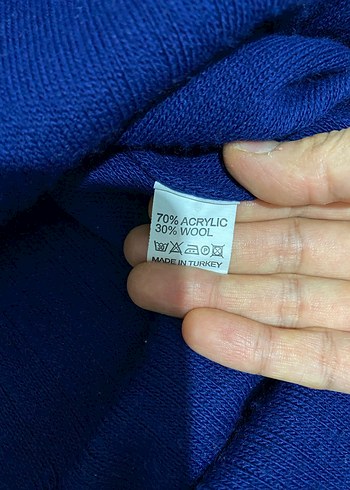 70% ACRYLIC
30% WOOL
P
MADE IN TURKEY